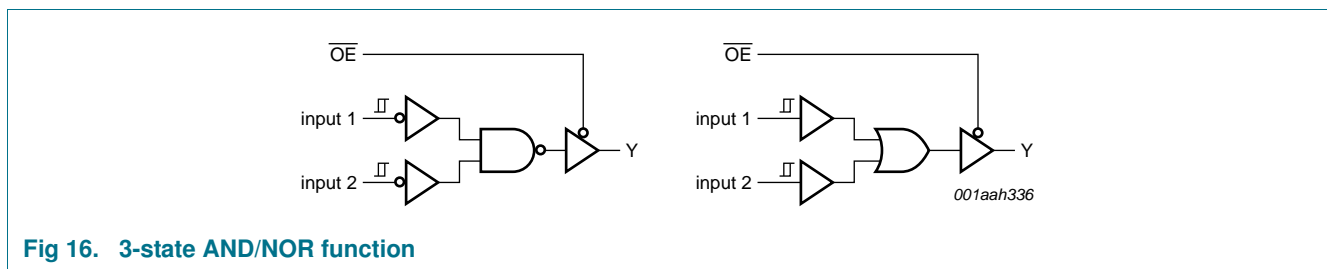 OE OE
input 1 input 1
Y Y
input 2 input 2
001aah336
Fig 16. 3-state AND/NOR function